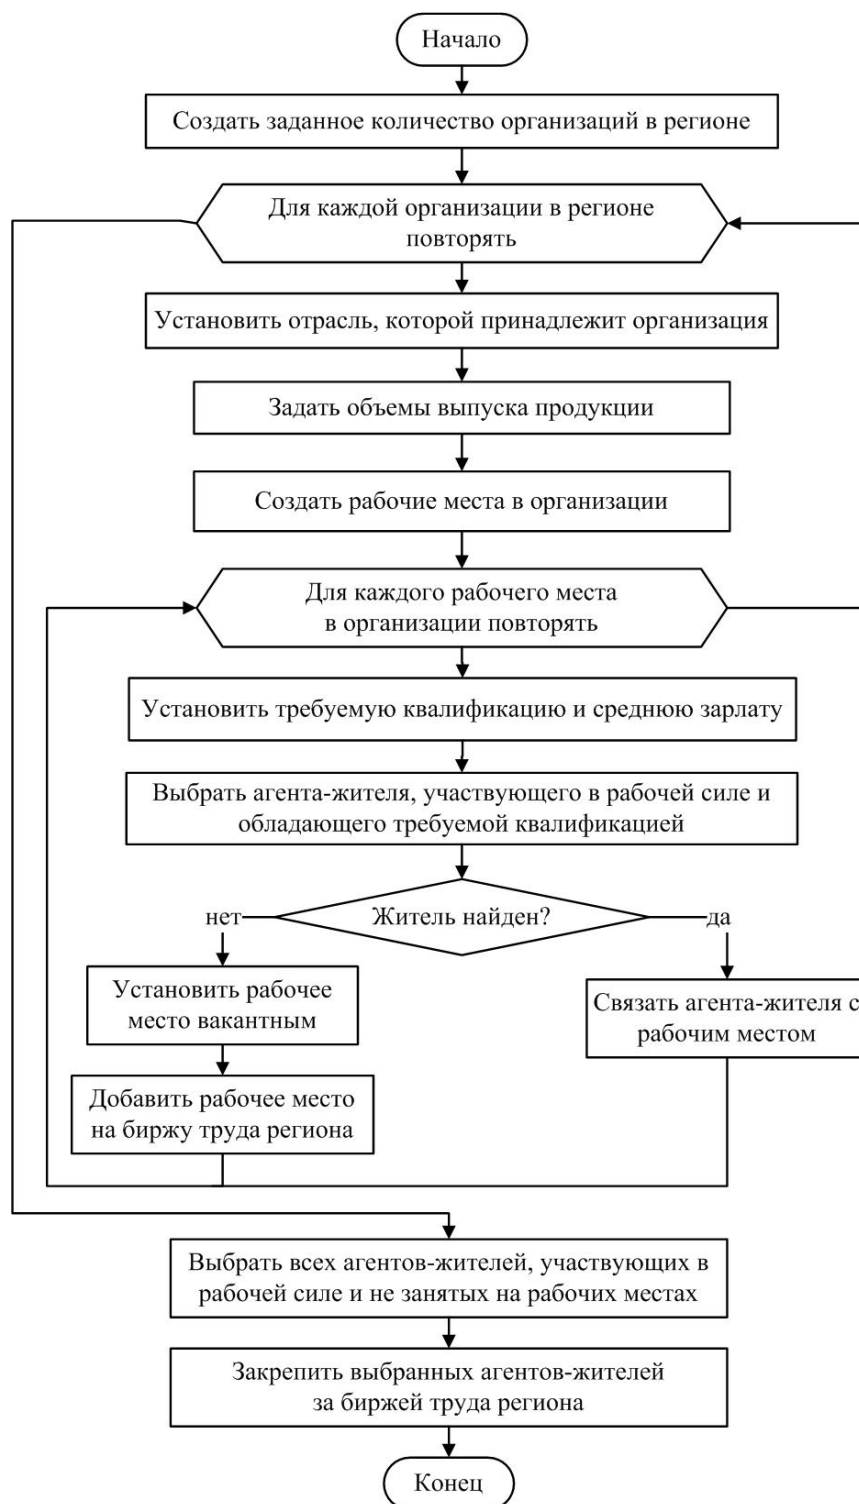 Начало
Создать заданное количество организаций в регионе
Для каждой организации в регионе
повторять
Установить отрасль, которой принадлежит организация
Задать объемы выпуска продукции
Создать рабочие места в организации
Для каждого рабочего места
в организации повторять
Установить требуемую квалификацию и среднюю зарлату
Выбрать агента-жителя, участвующего в рабочей силе и
обладающего требуемой квалификацией
нет
Житель найден?
да
Установить рабочее
место вакантным
Связать агента-жителя с
рабочим местом
Добавить рабочее место
на биржу труда региона
Выбрать всех агентов-жителей, участвующих в
рабочей силе и не занятых на рабочих местах
Закрепить выбранных агентов-жителей
за биржей труда региона
Конец